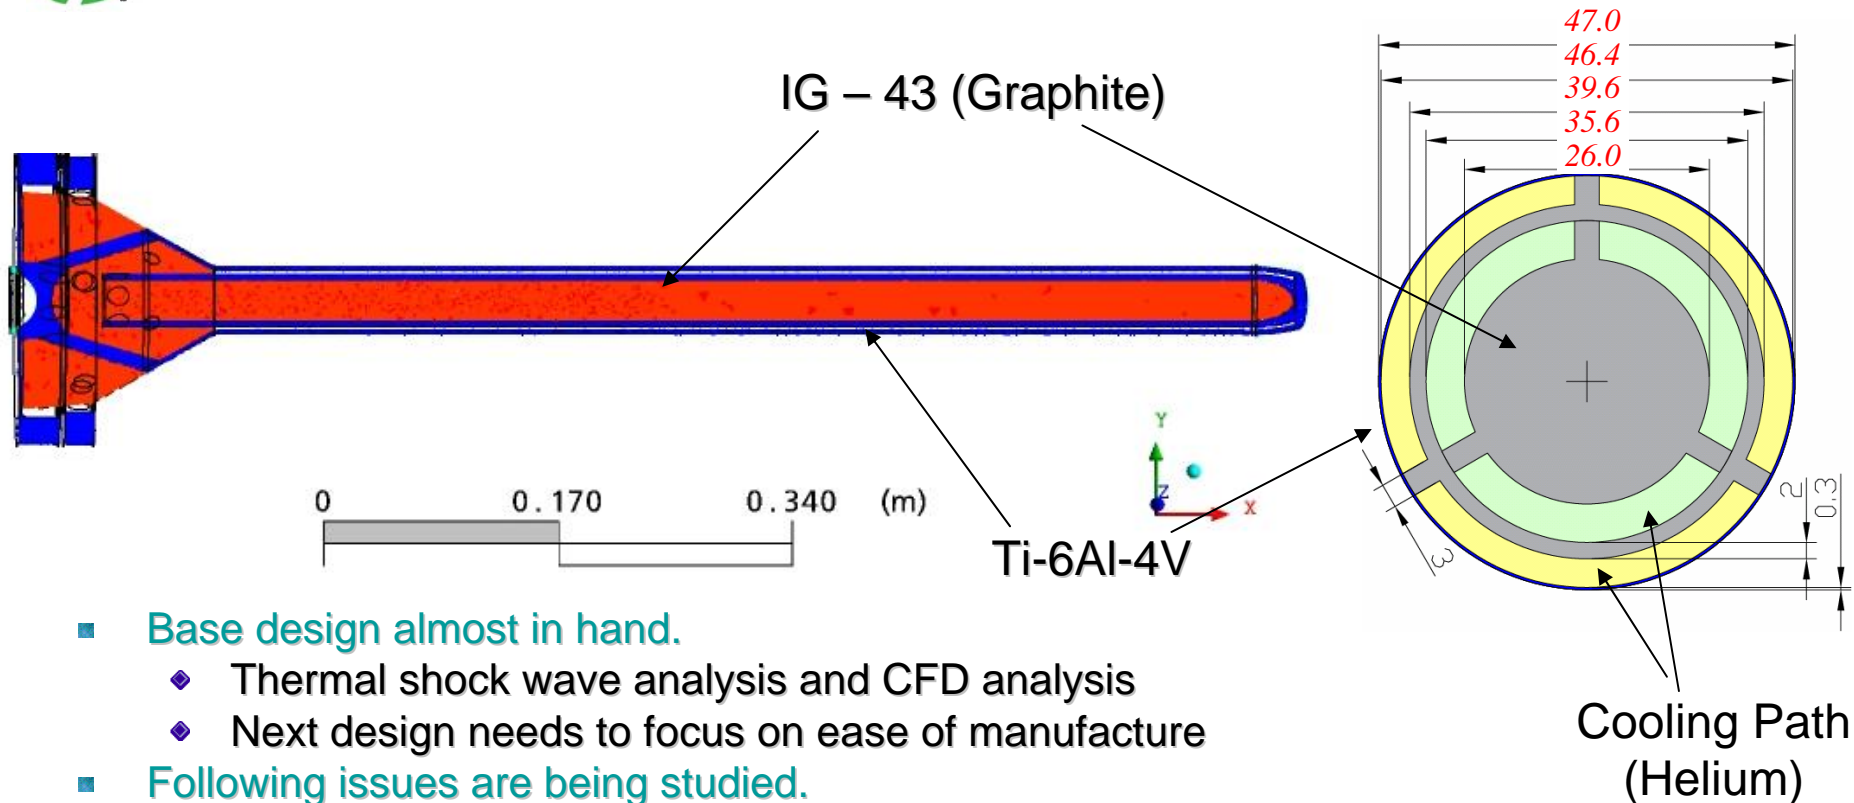 47.0
46.4
39.6
35.6
26.0
IG – 43 (Graphite)
Y
Z
X
0 0.170 0.340 (m)
Ti-6Al-4V
3
2
0.3
Base design almost in hand.
Thermal shock wave analysis and CFD analysis
Next design needs to focus on ease of manufacture
Following issues are being studied.
Cooling Path
(Helium)